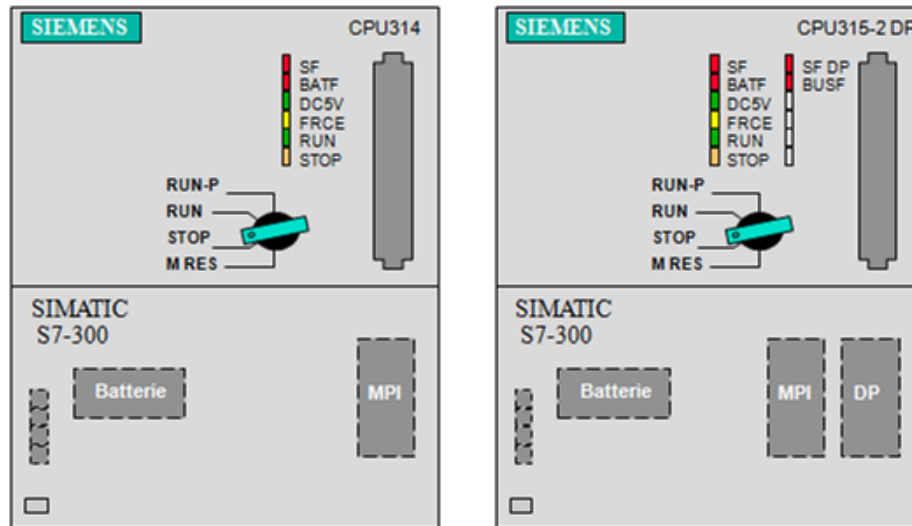 SIEMENS
CPU314
SF
BATF
DC5V
FRCE
RUN
STOP
RUN-P
RUN
STOP
M RES
SIMATIC
S7-300
Batterie
MPI
SIEMENS
CPU315-2 DP
SF
BATF
DC5V
FRCE
RUN
STOP
SF DP
BUSF
RUN-P
RUN
STOP
M RES
SIMATIC
S7-300
Batterie
MPI
DP